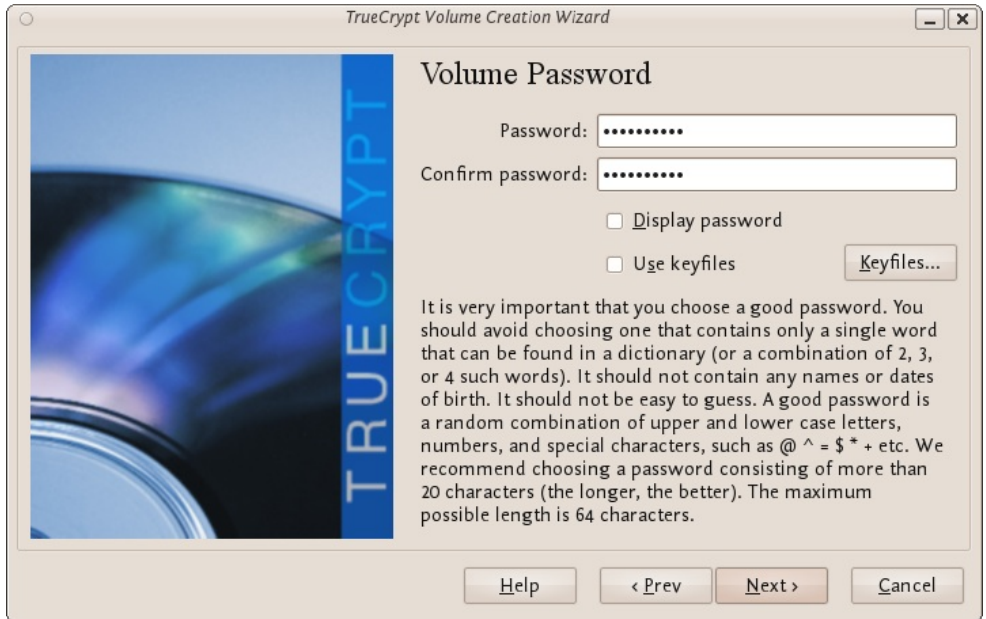 TrueCrypt Volume Creation Wizard
TRUECRYPT
Volume Password
Password: ••••••••••
Confirm password: ••••••••••
Display password
Use keyfiles
Keyfiles...
It is very important that you choose a good password. You
should avoid choosing one that contains only a single word
that can be found in a dictionary (or a combination of 2, 3,
or 4 such words). It should not contain any names or dates
of birth. It should not be easy to guess. A good password is
a random combination of upper and lower case letters,
numbers, and special characters, such as @ ^ = $ * + etc. We
recommend choosing a password consisting of more than
20 characters (the longer, the better). The maximum
possible length is 64 characters.
Help
< Prev
Next >
Cancel